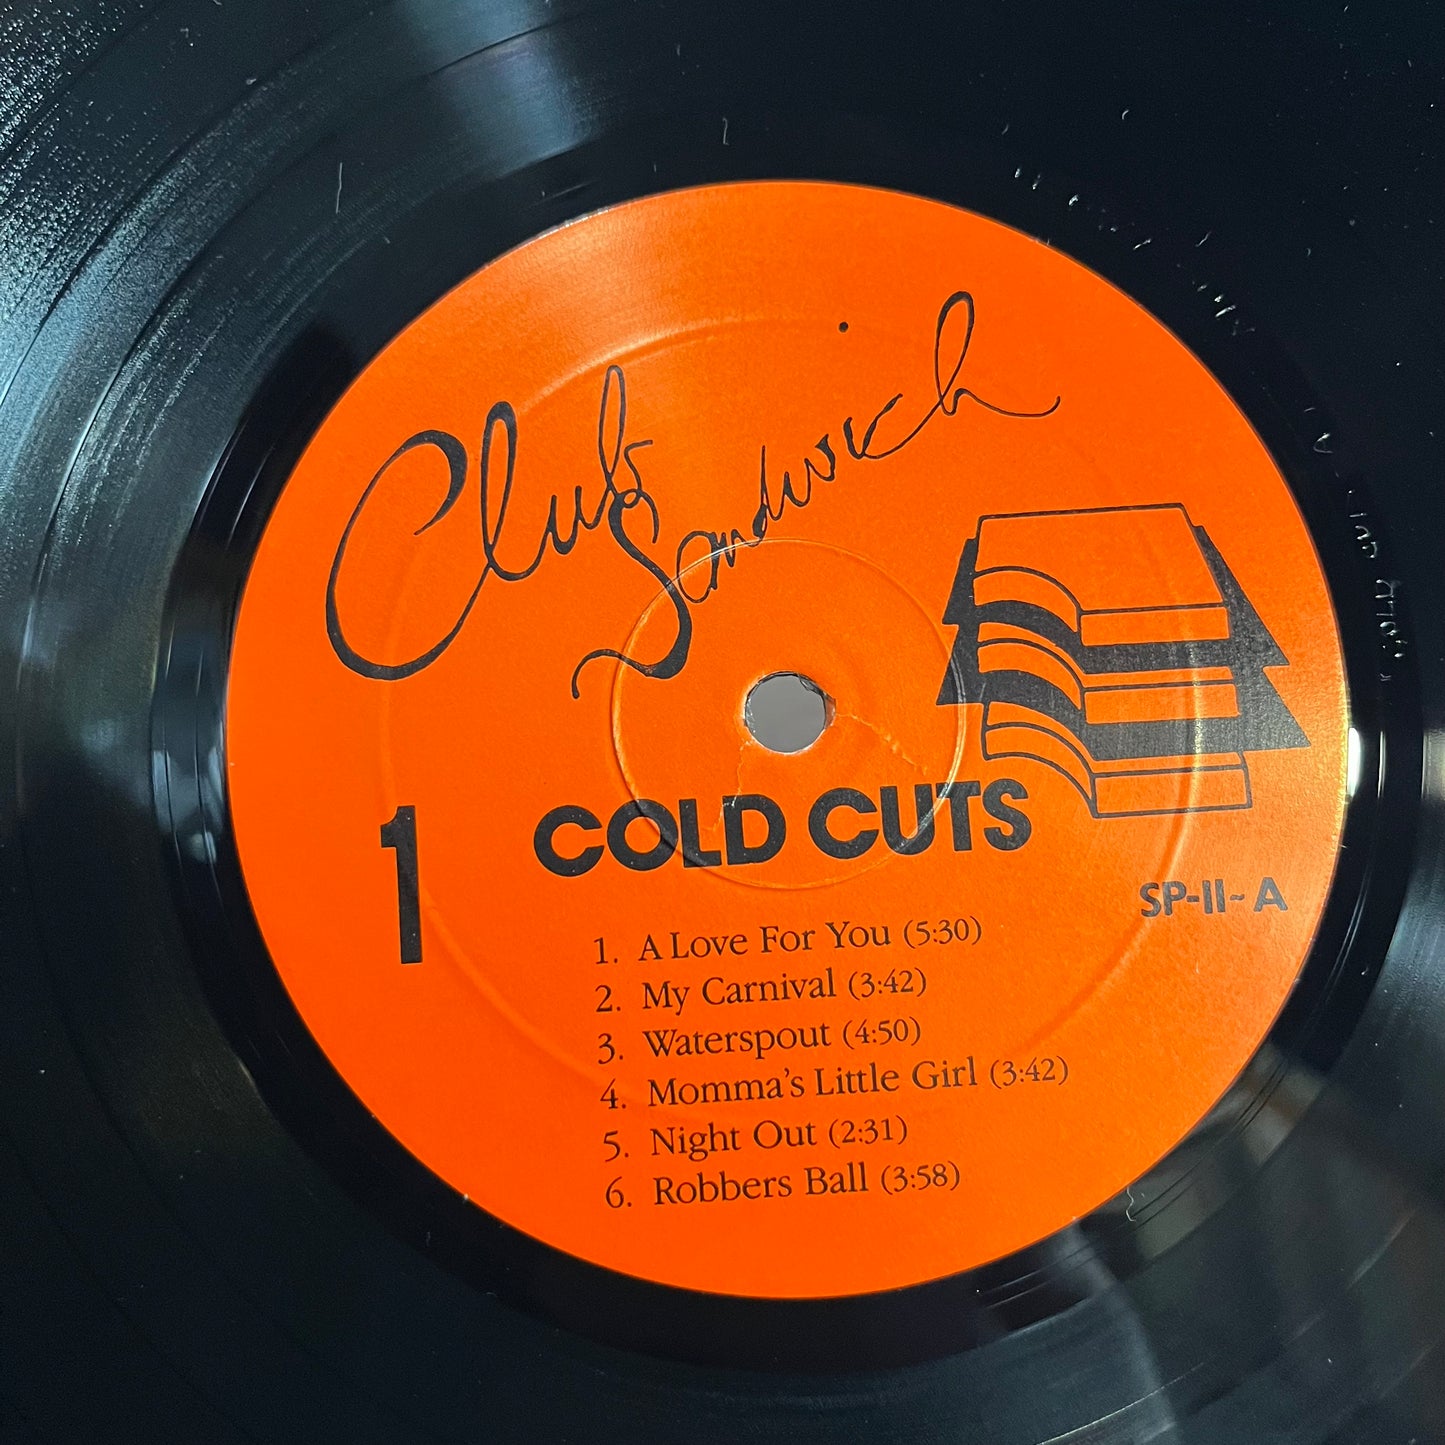 Club
Sandwich
1
COLD CUTS
SP-II~A
1. A Love For You (5:30)
2. My Carnival (3:42)
3. Waterspout (4:50)
4. Momma's Little Girl (3:42)
5. Night Out (2:31)
6. Robbers Ball (3:58)